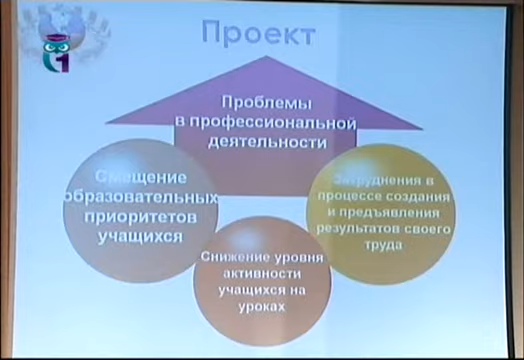 Проект
Проблемы
в профессиональной
деятельности
Смещение
образовательных
приоритетов
учащихся
Затруднения в
процессе создания
и предъявления
результатов своего
труда
Снижение уровня
активности
учащихся на
уроках
1